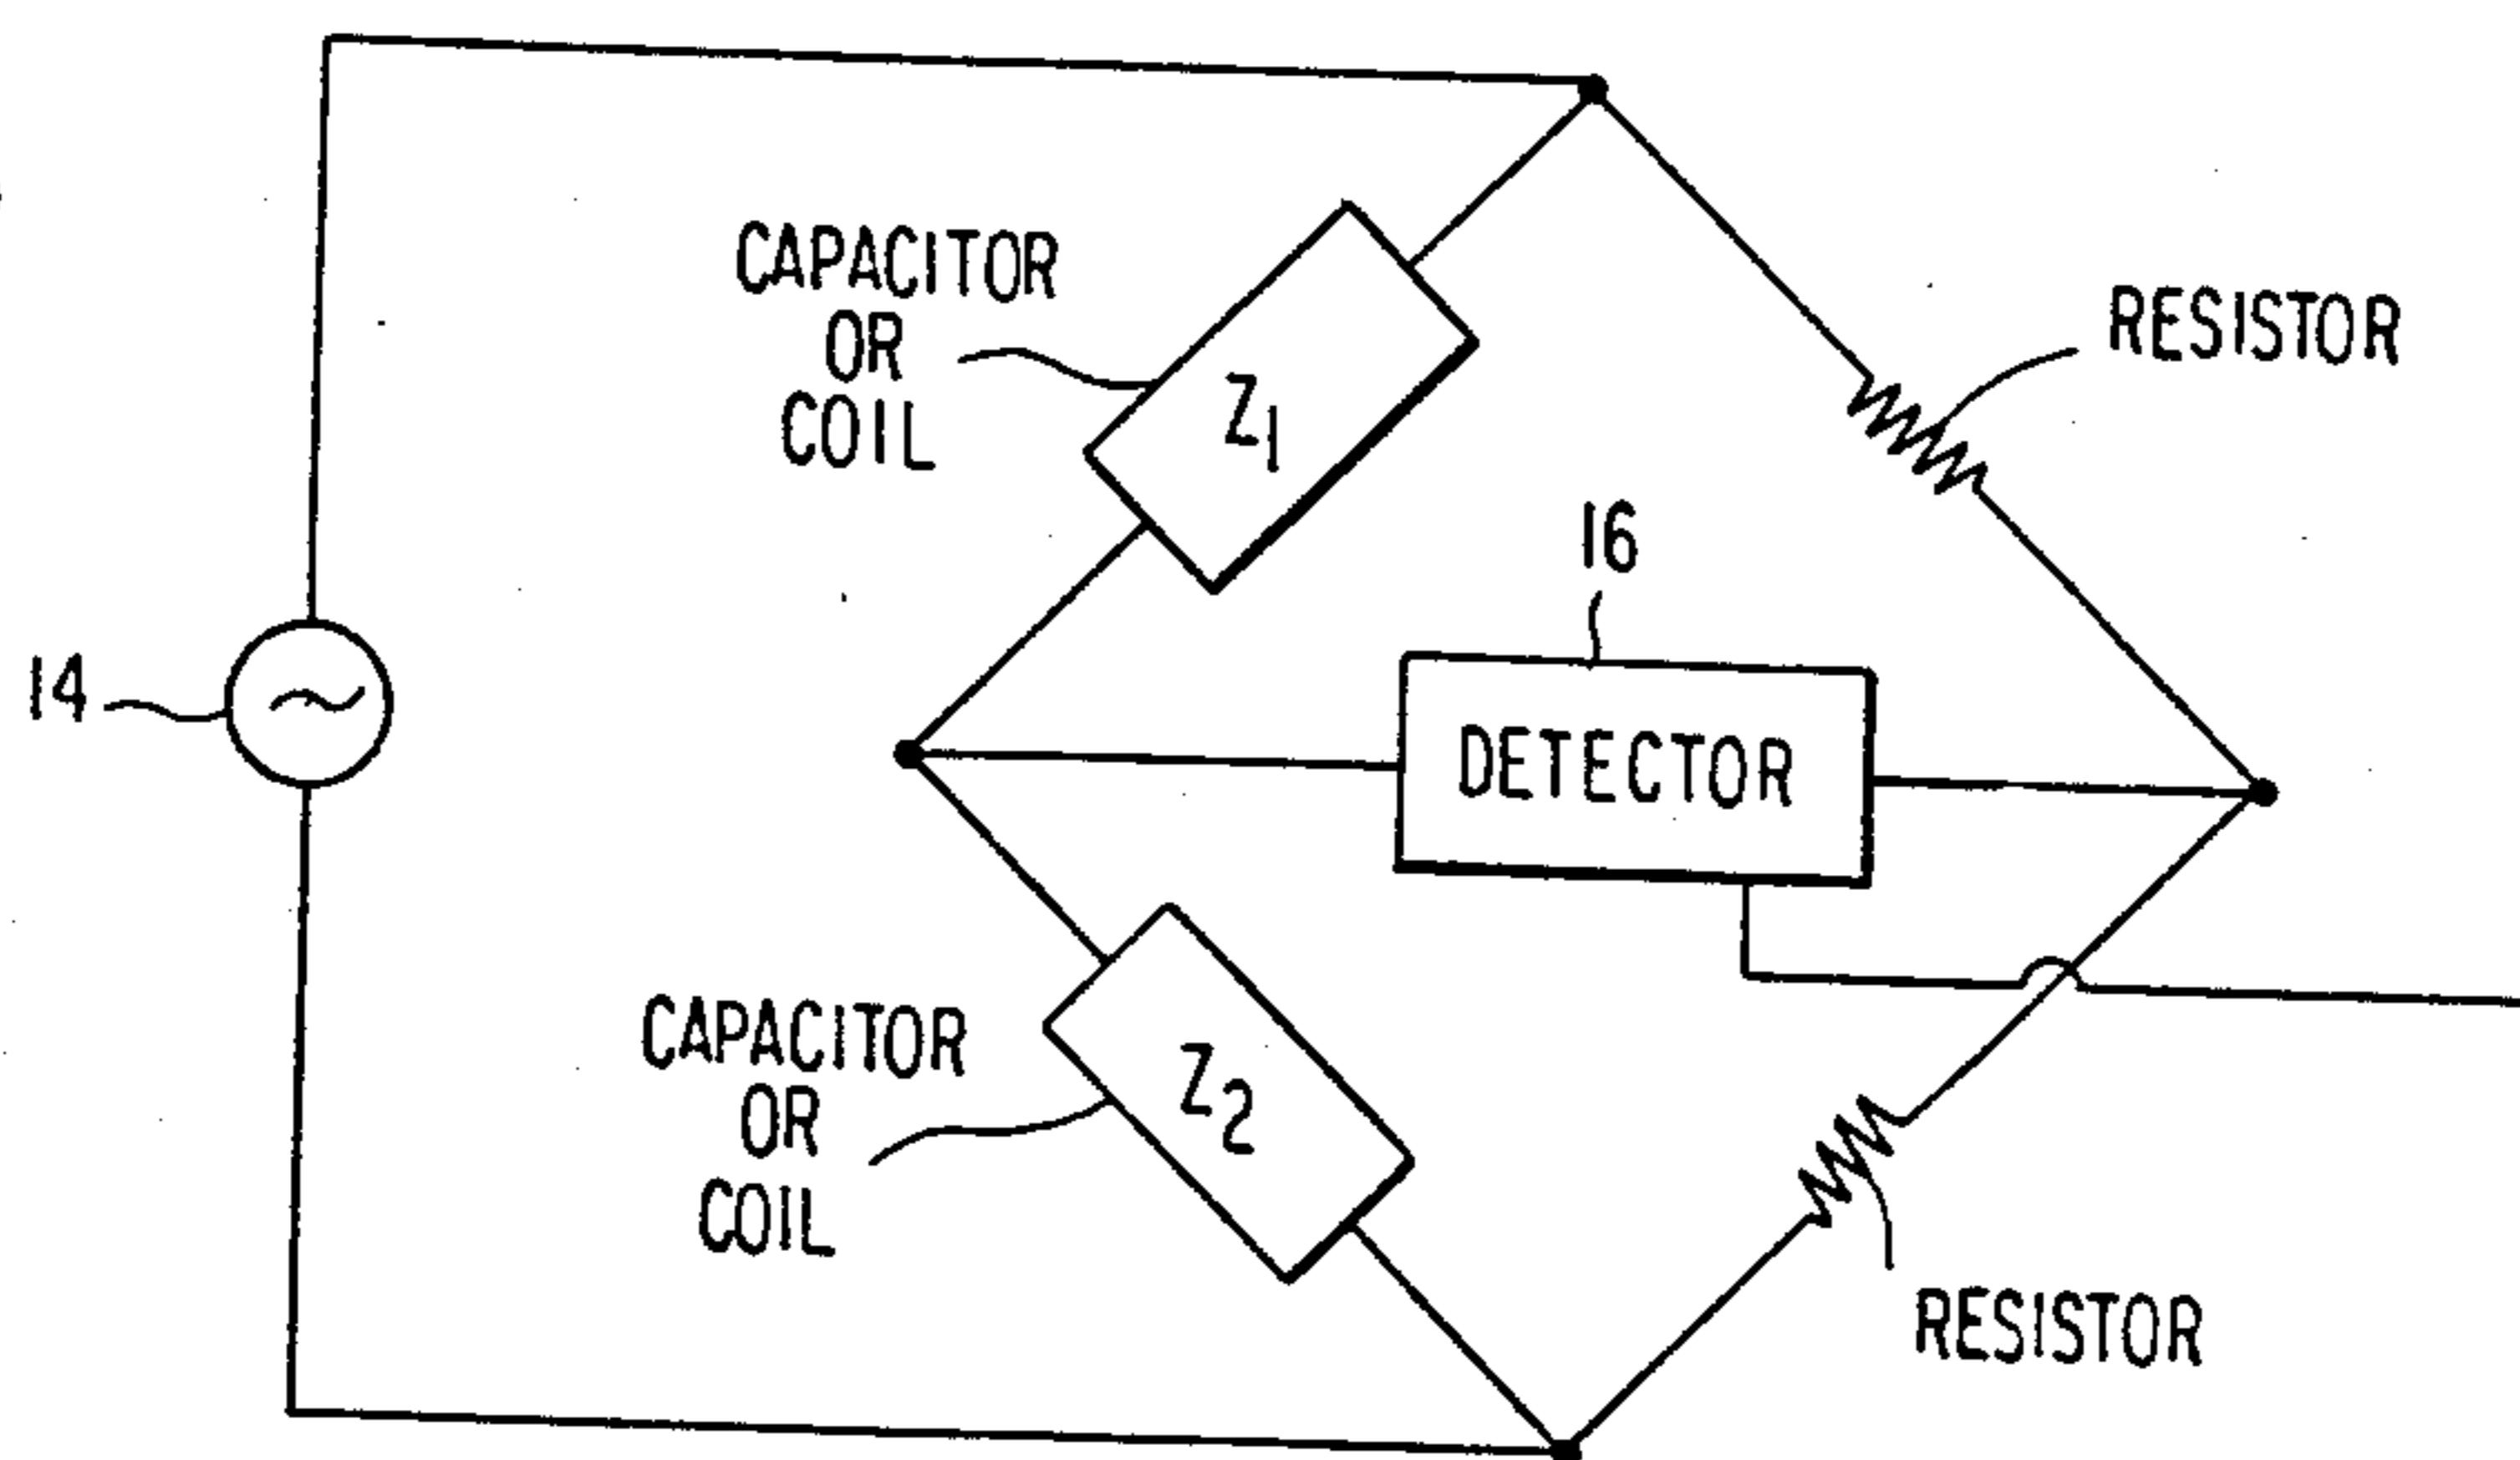 CAPACITOR
OR
COIL
Z1
RESISTOR
16
14
DETECTOR
CAPACITOR
OR
COIL
Z2
RESISTOR